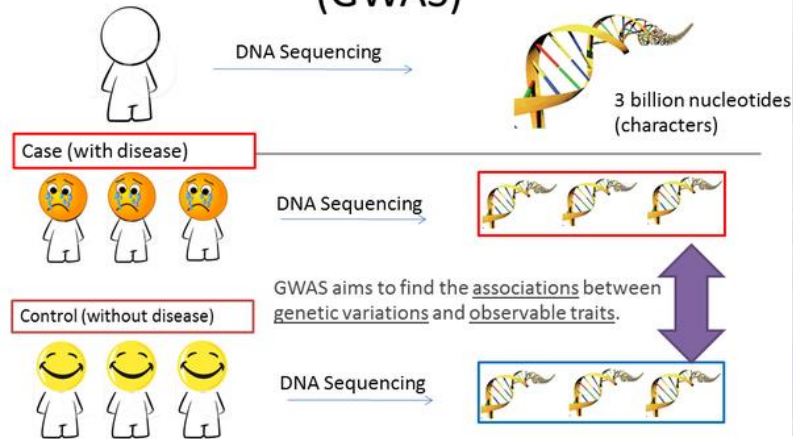 (GWAS)
DNA Sequencing
3 billion nucleotides
(characters)
Case (with disease)
DNA Sequencing
GWAS aims to find the associations between
genetic variations and observable traits.
Control (without disease)
DNA Sequencing